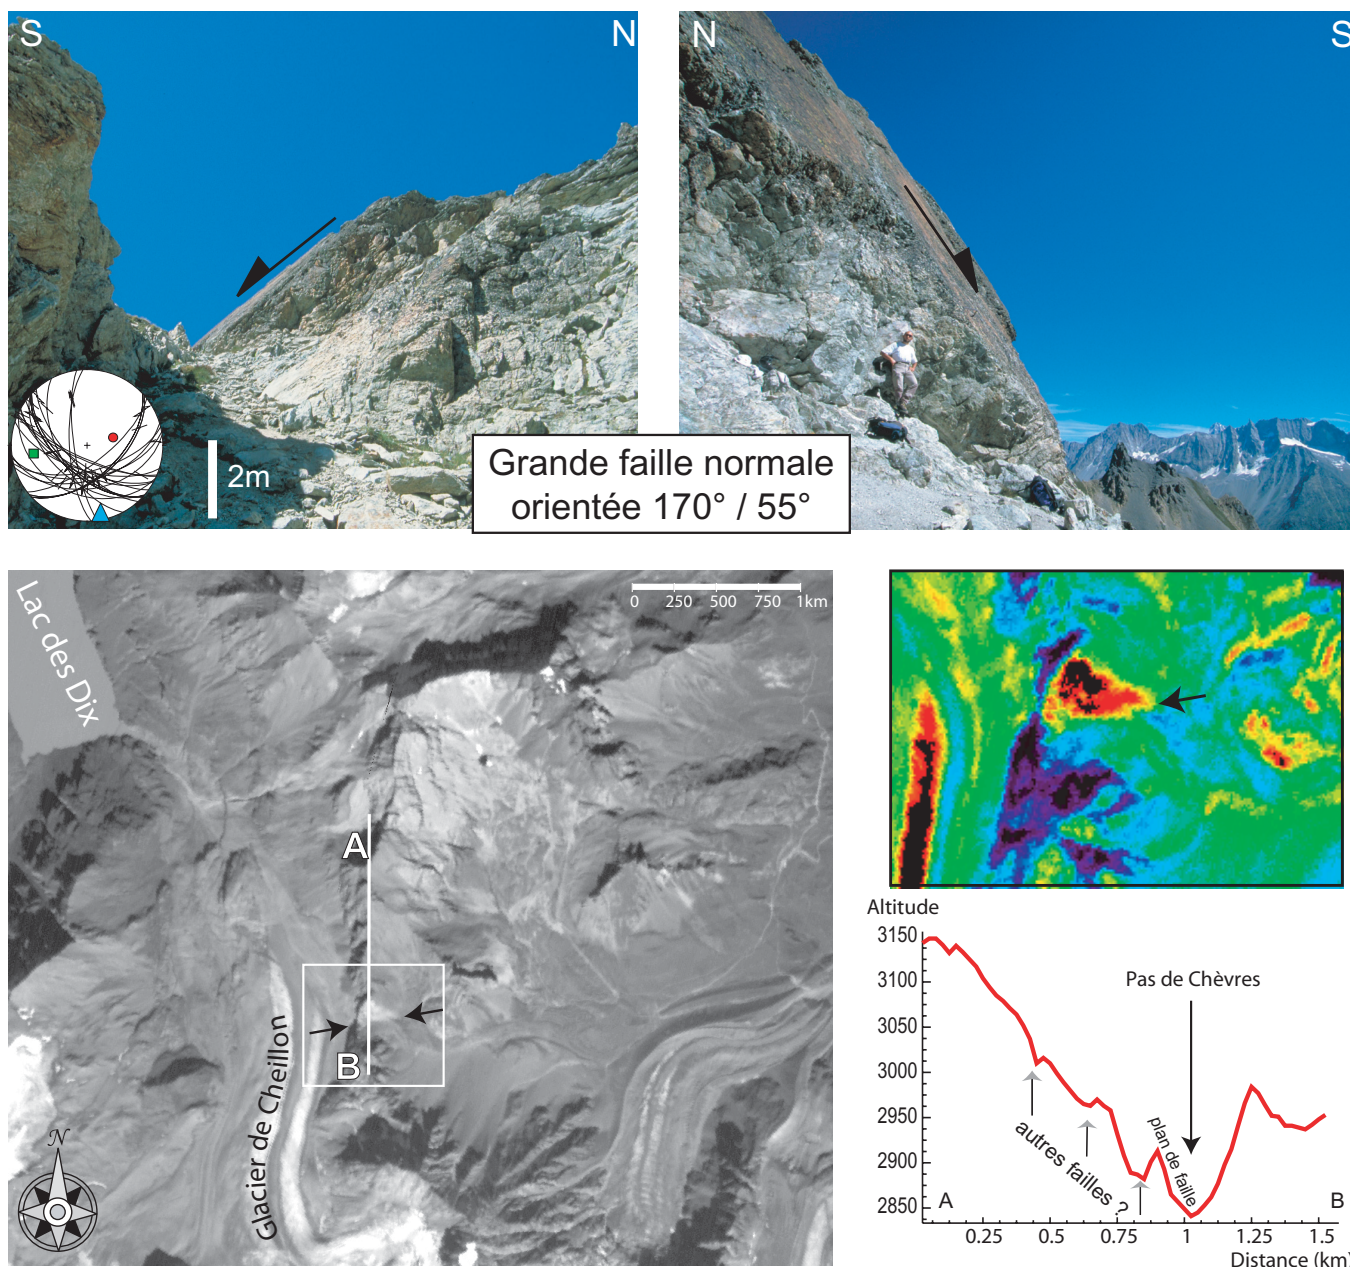 S
N
N
S
2m
Grande faille normale
orientée 170° / 55°
Lac des Dix
0 250 500 750 1km
A
B
Glacier de Cheillon
N
Altitude
3150
3100
3050
3000
2950
2900
2850
Pas de Chèvres
plan de faille
autres failles ?
A
B
0.25 0.5 0.75 1 1.25 1.5
Distance (km)